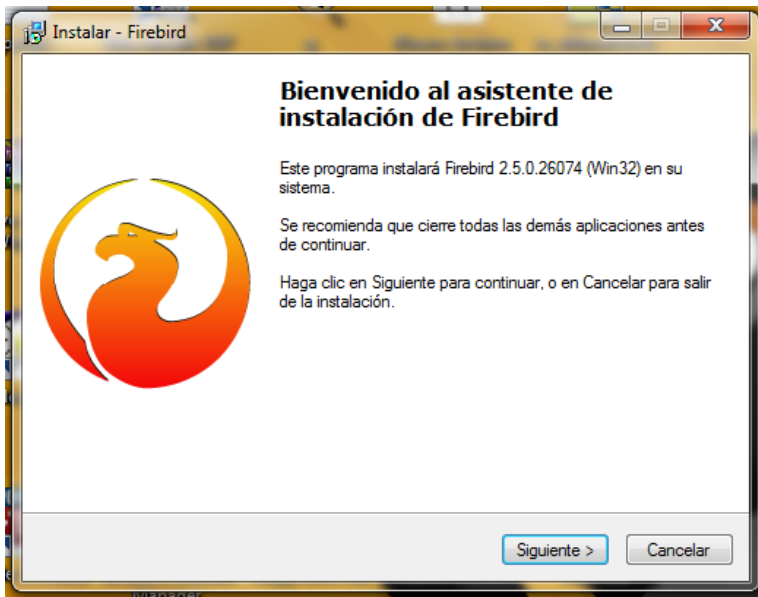 Instalar - Firebird
Bienvenido al asistente de
instalación de Firebird
Este programa instalará Firebird 2.5.0.26074 (Win32) en su
sistema.
Se recomienda que cierre todas las demás aplicaciones antes
de continuar.
Haga clic en Siguiente para continuar, o en Cancelar para salir
de la instalación.
Siguiente >
Cancelar
Manager